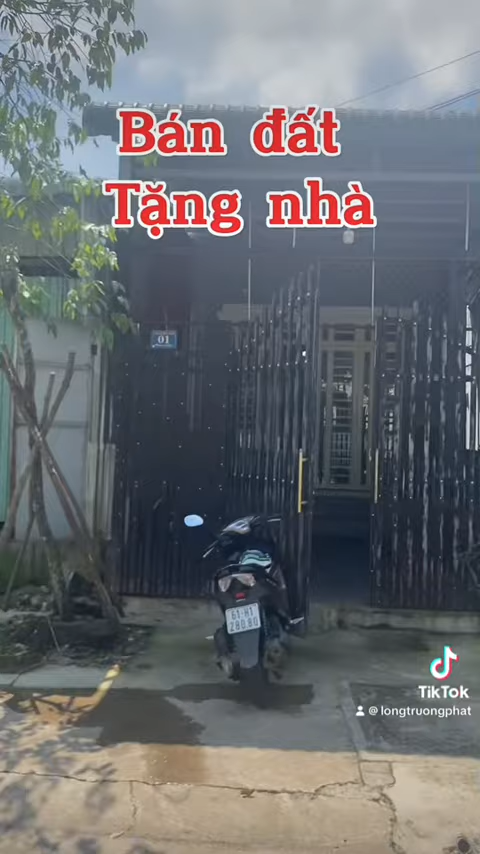 Bán đất
Tặng nhà
01
61-H1
280.80
TikTok
@ longtruongphat